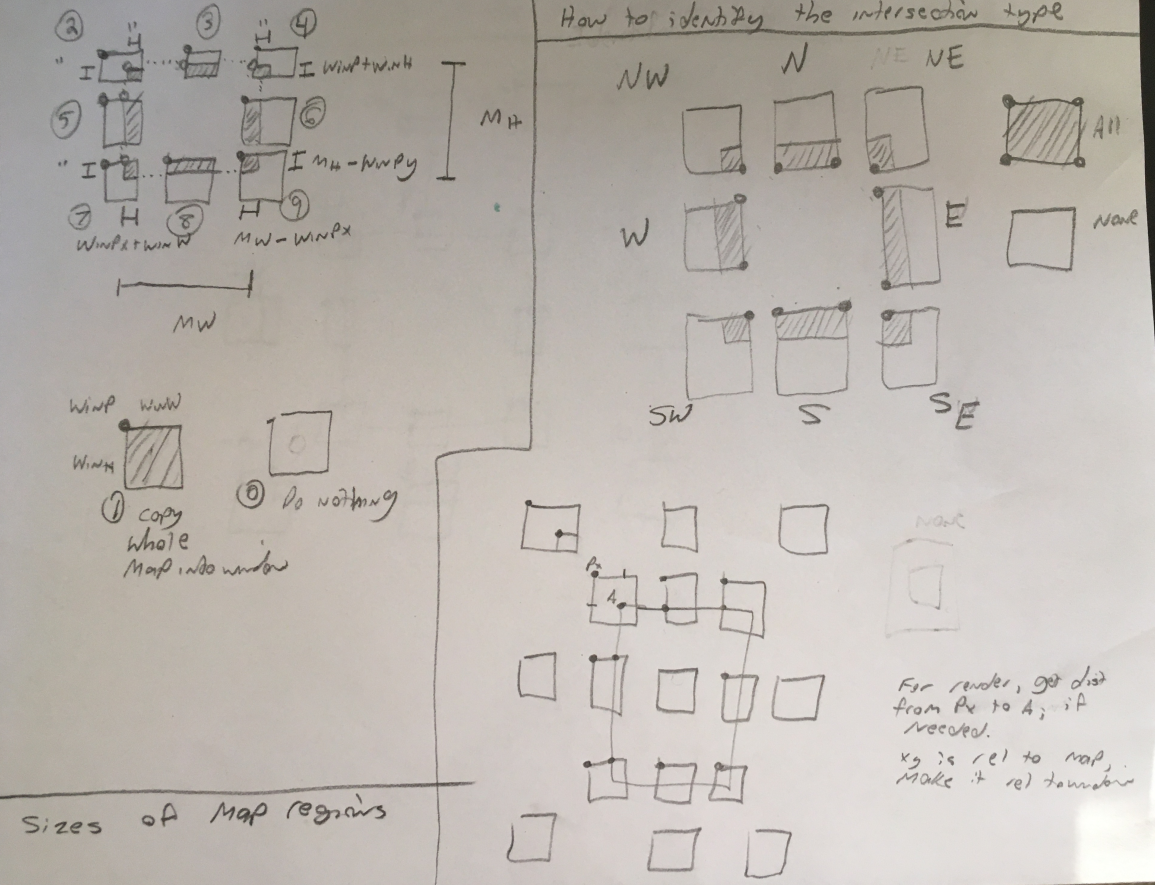 How to identify the intersection type
② ③ ④
" H H
" I I WinP+WinH
⑤ ⑥
MH
" I I MH-WinPy
⑦ H ⑧ H ⑨
WinPx+WinW MW-WinPx
MW
WinP WinW
WinH
① Copy
Whole
Map into window
⓪ Do nothing
Sizes of Map regions
NW N NE NE
All
W E None
SW S SE
None
Px
A
For render, get dist
from Px to A; if
needed.
xy is rel to map,
Make it rel to window